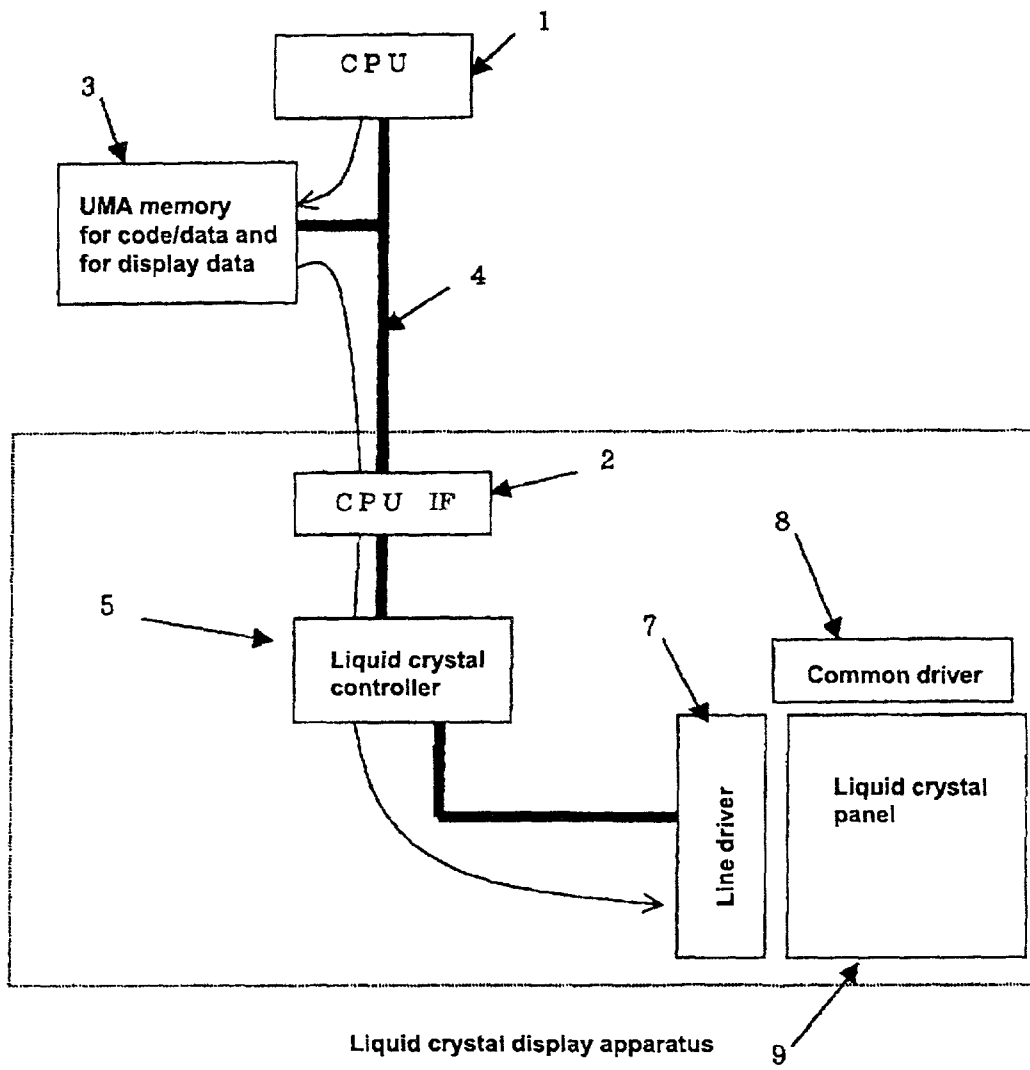 1
CPU
3
UMA memory
for code/data and
for display data
4
2
CPU IF
8
5
7
Liquid crystal
controller
Common driver
Line driver
Liquid crystal
panel
Liquid crystal display apparatus
9